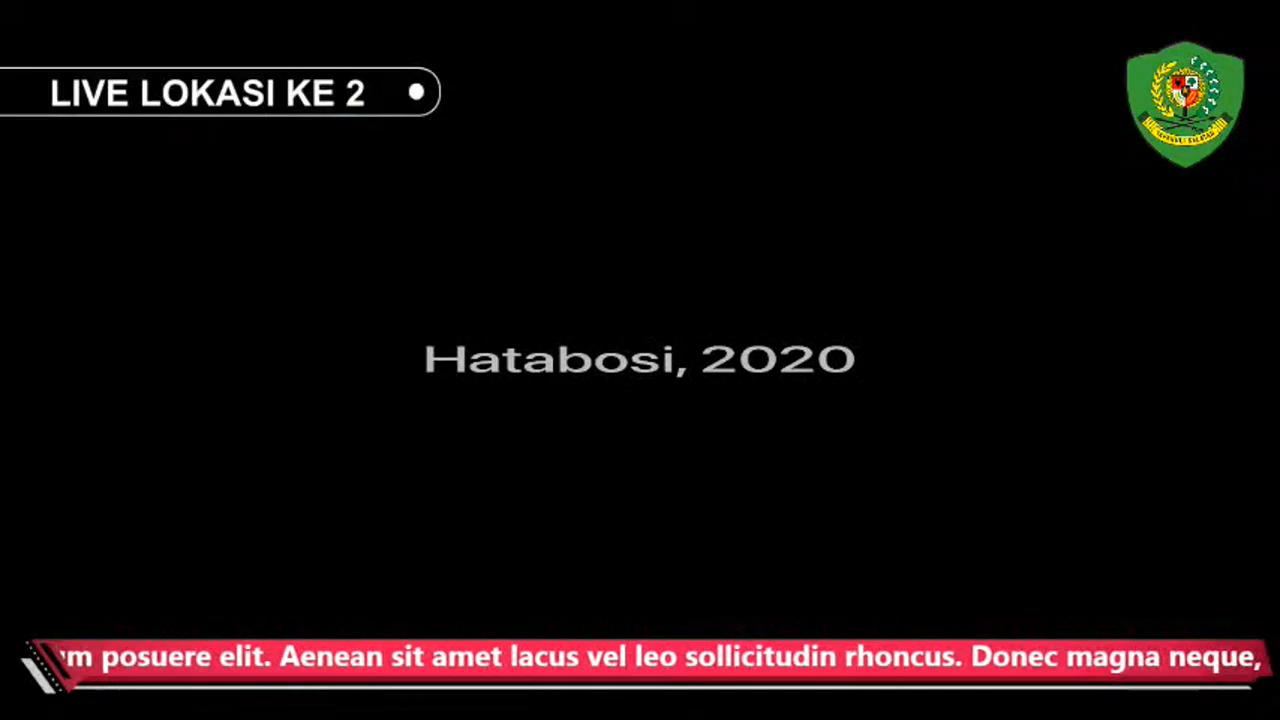 LIVE LOKASI KE 2
Hatabosi, 2020
posuere elit. Aenean sit amet lacus vel leo sollicitudin rhoncus. Donec magna neque,